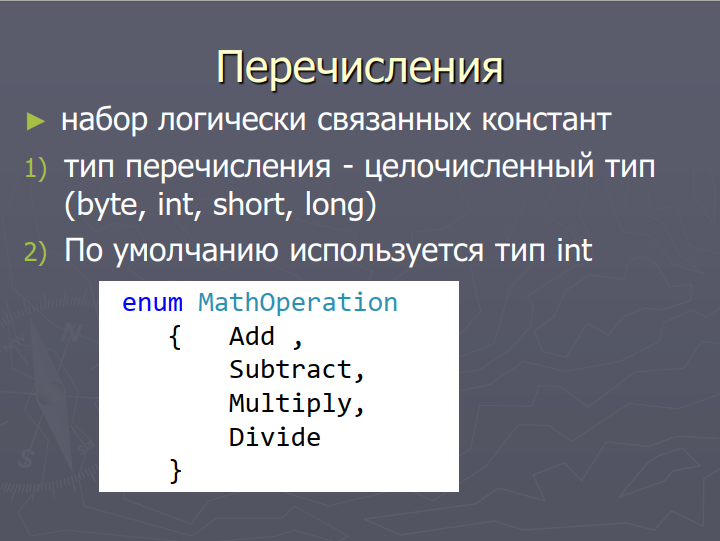 Перечисления
► набор логически связанных констант
1) тип перечисления - целочисленный тип
(byte, int, short, long)
2) По умолчанию используется тип int
enum MathOperation
{ Add ,
Subtract,
Multiply,
Divide
}
N
S